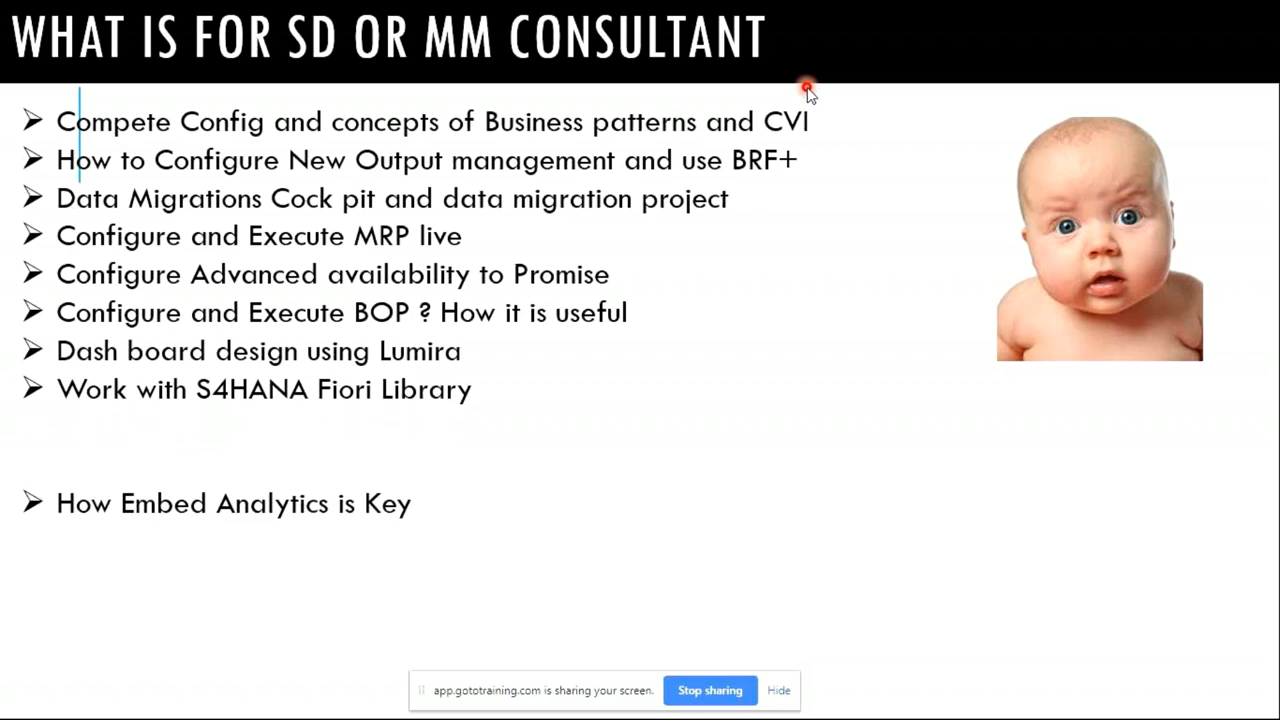 WHAT IS FOR SD OR MM CONSULTANT
Compete Config and concepts of Business patterns and CVI
How to Configure New Output management and use BRF+
Data Migrations Cock pit and data migration project
Configure and Execute MRP live
Configure Advanced availability to Promise
Configure and Execute BOP ? How it is useful
Dash board design using Lumira
Work with S4HANA Fiori Library
How Embed Analytics is Key
app.gototraining.com is sharing your screen. Stop sharing Hide